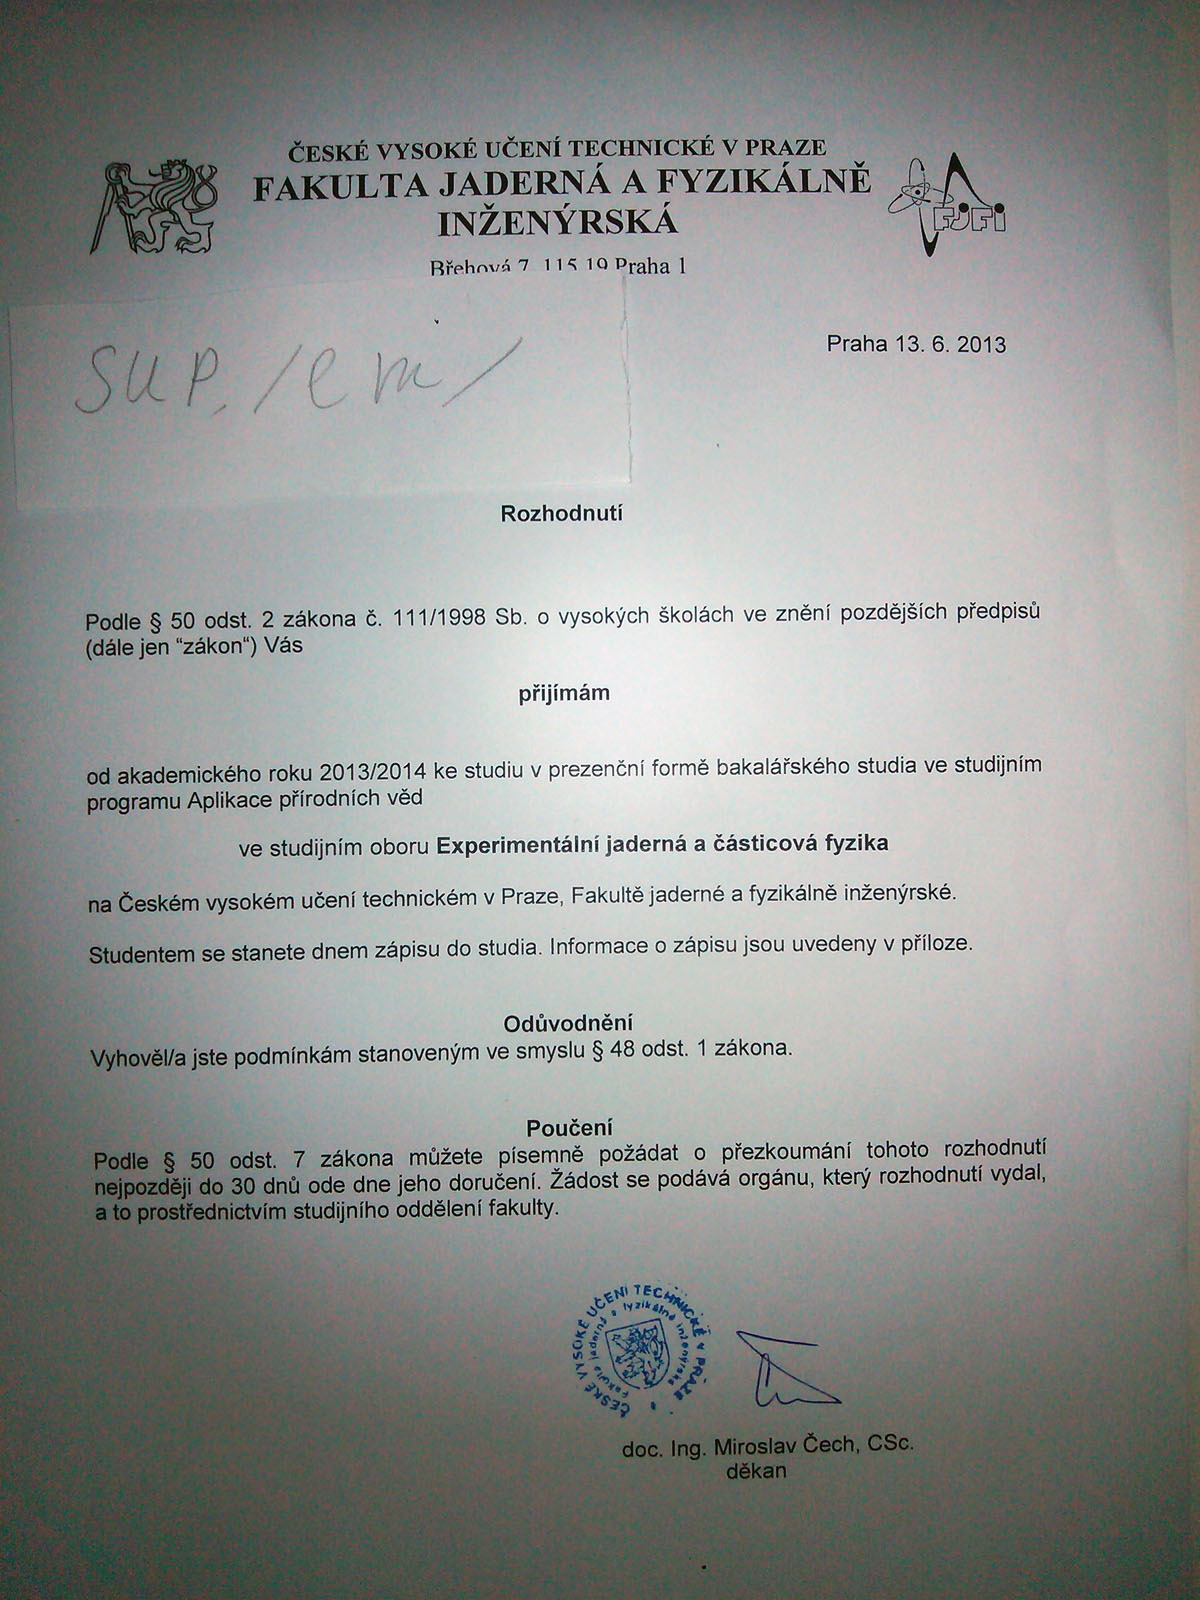 ČESKÉ VYSOKÉ UČENÍ TECHNICKÉ V PRAZE
FAKULTA JADERNÁ A FYZIKÁLNĚ
INŽENÝRSKÁ
FJFI
Břehová 7, 115 19 Praha 1
Praha 13. 6. 2013
sup. /em/
Rozhodnutí
Podle § 50 odst. 2 zákona č. 111/1998 Sb. o vysokých školách ve znění pozdějších předpisů
(dále jen “zákon“) Vás
přijímám
od akademického roku 2013/2014 ke studiu v prezenční formě bakalářského studia ve studijním
programu Aplikace přírodních věd
ve studijním oboru Experimentální jaderná a částicová fyzika
na Českém vysokém učení technickém v Praze, Fakultě jaderné a fyzikálně inženýrské.
Studentem se stanete dnem zápisu do studia. Informace o zápisu jsou uvedeny v příloze.
Odůvodnění
Vyhověl/a jste podmínkám stanoveným ve smyslu § 48 odst. 1 zákona.
Poučení
Podle § 50 odst. 7 zákona můžete písemně požádat o přezkoumání tohoto rozhodnutí
nejpozději do 30 dnů ode dne jeho doručení. Žádost se podává orgánu, který rozhodnutí vydal,
a to prostřednictvím studijního oddělení fakulty.
ČESKÉ VYSOKÉ UČENÍ TECHNICKÉ V PRAZE
Fakulta jaderná a fyzikálně inženýrská
doc. Ing. Miroslav Čech, CSc.
děkan